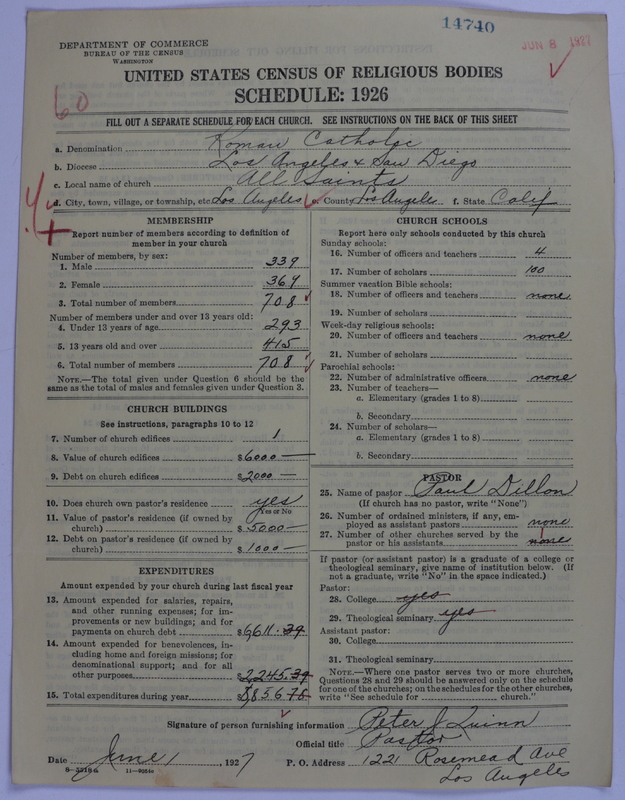 14740
JUN 8 1927
DEPARTMENT OF COMMERCE
BUREAU OF THE CENSUS
WASHINGTON
UNITED STATES CENSUS OF RELIGIOUS BODIES
SCHEDULE: 1926
60
FILL OUT A SEPARATE SCHEDULE FOR EACH CHURCH. SEE INSTRUCTIONS ON THE BACK OF THIS SHEET
a. Denomination Roman Catholic
b. Diocese Los Angeles & San Diego
c. Local name of church All Saints
d. City, town, village, or township, etc Los Angeles e. County Los Angeles f. State Calif
MEMBERSHIP
Report number of members according to definition of
member in your church
Number of members, by sex:
1. Male 339
2. Female 369
3. Total number of members 708
Number of members under and over 13 years old:
4. Under 13 years of age 293
5. 13 years old and over 415
6. Total number of members 708
NOTE.—The total given under Question 6 should be the
same as the total of males and females given under Question 3.
CHURCH BUILDINGS
See instructions, paragraphs 10 to 12
7. Number of church edifices 1
8. Value of church edifices $6000 —
9. Debt on church edifices $2000 —
10. Does church own pastor's residence yes
Yes or No
11. Value of pastor's residence (if owned by
church) $5000 —
12. Debt on pastor's residence (if owned by
church) $1000 —
EXPENDITURES
Amount expended by your church during last fiscal year
13. Amount expended for salaries, repairs,
and other running expenses; for im-
provements or new buildings; and for
payments on church debt $6611.39
14. Amount expended for benevolences, in-
cluding home and foreign missions; for
denominational support; and for all
other purposes $2,245.39
15. Total expenditures during year $8856.78
CHURCH SCHOOLS
Report here only schools conducted by this church
Sunday schools:
16. Number of officers and teachers 4
17. Number of scholars 100
Summer vacation Bible schools:
18. Number of officers and teachers none
19. Number of scholars
Week-day religious schools:
20. Number of officers and teachers none
21. Number of scholars
Parochial schools:
22. Number of administrative officers none
23. Number of teachers—
a. Elementary (grades 1 to 8)
b. Secondary
24. Number of scholars—
a. Elementary (grades 1 to 8)
b. Secondary
PASTOR
25. Name of pastor Paul Dillon
(If church has no pastor, write "None")
26. Number of ordained ministers, if any, em-
ployed as assistant pastors none
27. Number of other churches served by the
pastor or his assistants none
If pastor (or assistant pastor) is a graduate of a college or
theological seminary, give name of institution below. (If
not a graduate, write "No" in the space indicated.)
Pastor:
28. College yes
29. Theological seminary yes
Assistant pastor:
30. College
31. Theological seminary
NOTE.—Where one pastor serves two or more churches,
Questions 28 and 29 should be answered only on the schedule
for one of the churches; on the schedules for the other churches,
write "See schedule for church."
Signature of person furnishing information Peter J Quinn
Official title Pastor
Date June 1, 1927 P. O. Address 1221 Rosemead Ave
Los Angeles